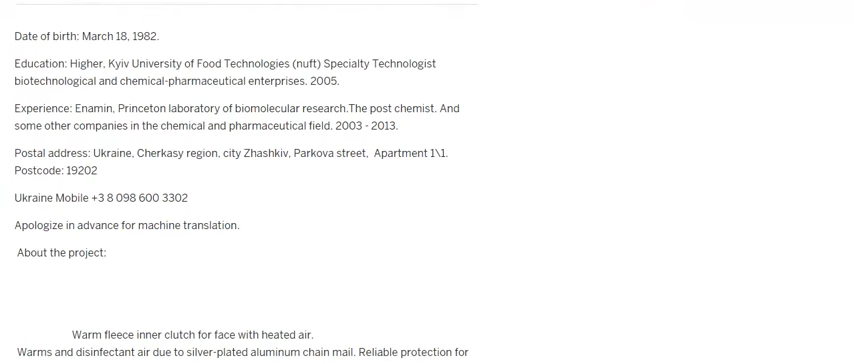 Date of birth: March 18, 1982.
Education: Higher, Kyiv University of Food Technologies (nuft) Specialty Technologist
biotechnological and chemical-pharmaceutical enterprises. 2005.
Experience: Enamin, Princeton laboratory of biomolecular research.The post chemist. And
some other companies in the chemical and pharmaceutical field. 2003 - 2013.
Postal address: Ukraine, Cherkasy region, city Zhashkiv, Parkova street, Apartment 1\1.
Postcode: 19202
Ukraine Mobile +3 8 098 600 3302
Apologize in advance for machine translation.
About the project:
Warm fleece inner clutch for face with heated air.
Warms and disinfectant air due to silver-plated aluminum chain mail. Reliable protection for